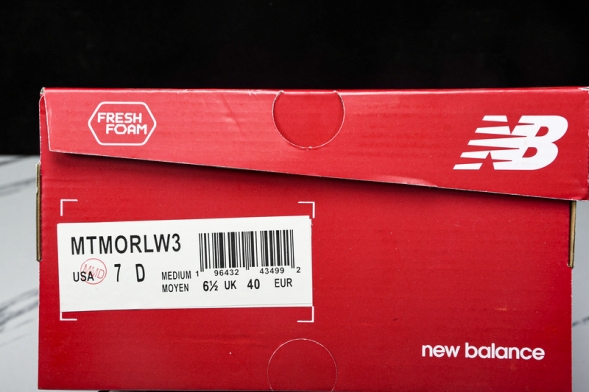 FRESH
FOAM
NB
MTMORLW3
USA 7 D MEDIUM
MOYEN
1 96432 43499 2
6½ UK 40 EUR
new balance